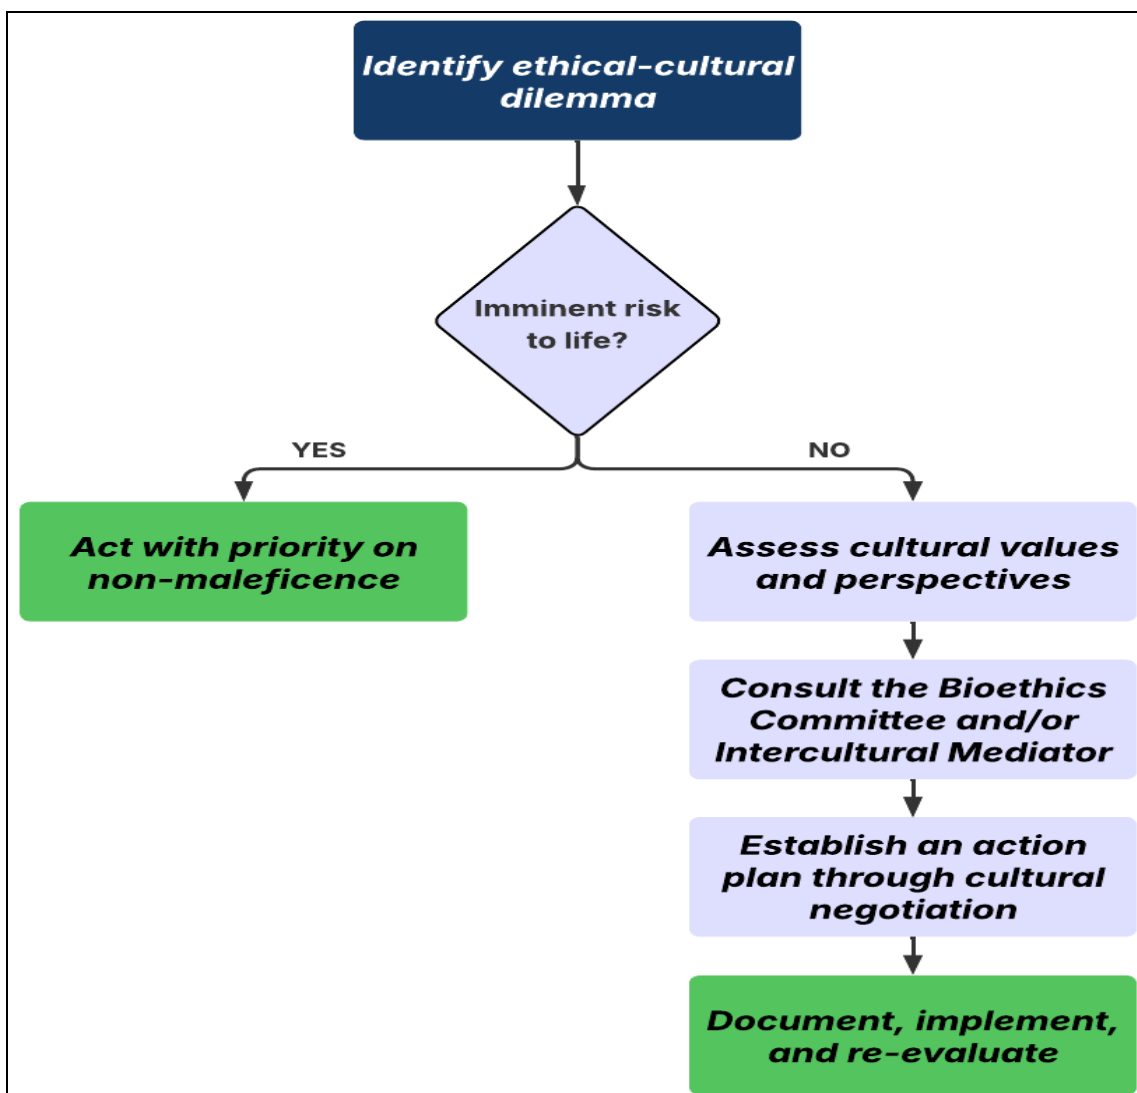 Identify ethical-cultural
dilemma
Imminent risk
to life?
YES
NO
Act with priority on
non-maleficence
Assess cultural values
and perspectives
Consult the Bioethics
Committee and/or
Intercultural Mediator
Establish an action
plan through cultural
negotiation
Document, implement,
and re-evaluate